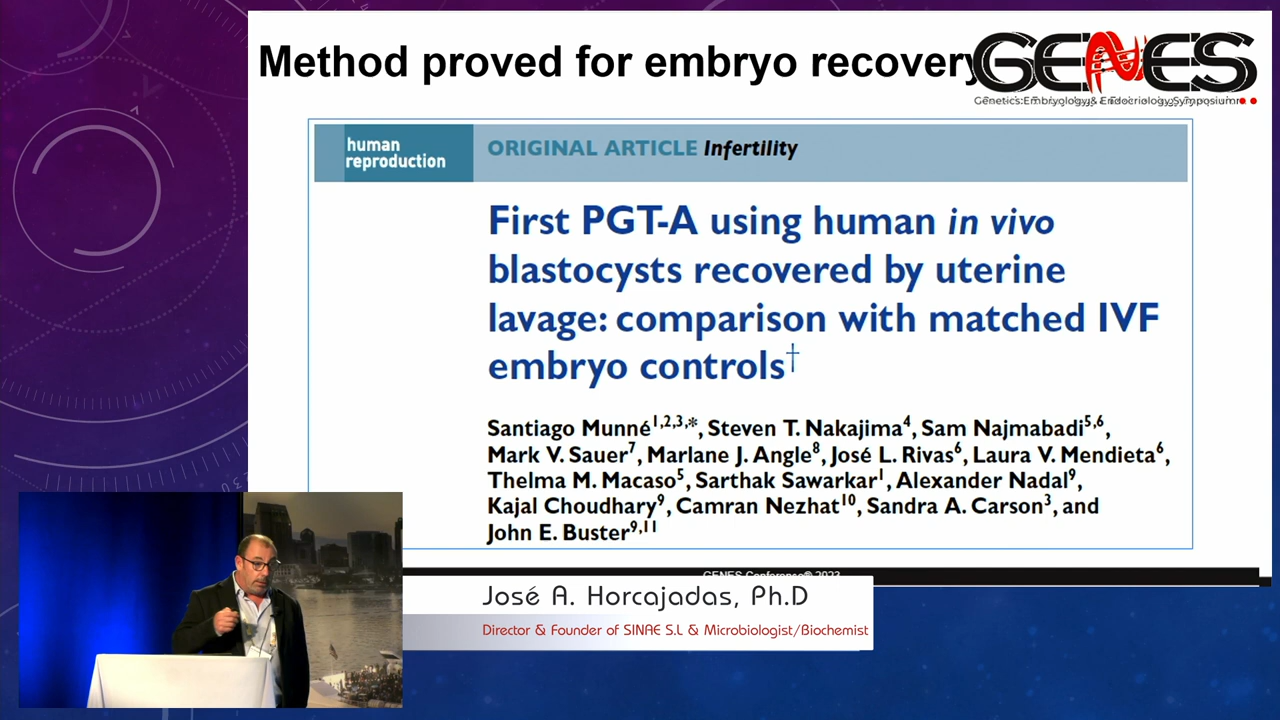 Method proved for embryo recovery
GENES
human
reproduction
ORIGINAL ARTICLE Infertility
First PGT-A using human in vivo
blastocysts recovered by uterine
lavage: comparison with matched IVF
embryo controls†
Santiago Munné1,2,3,*, Steven T. Nakajima4, Sam Najmabadi5,6,
Mark V. Sauer7, Marlane J. Angle8, José L. Rivas6, Laura V. Mendieta6,
Thelma M. Macaso5, Sarthak Sawarkar1, Alexander Nadal9,
Kajal Choudhary9, Camran Nezhat10, Sandra A. Carson3, and
John E. Buster9,11
GENES Conference® 2023
José A. Horcajadas, Ph.D
Director & Founder of SINAE S.L & Microbiologist/Biochemist